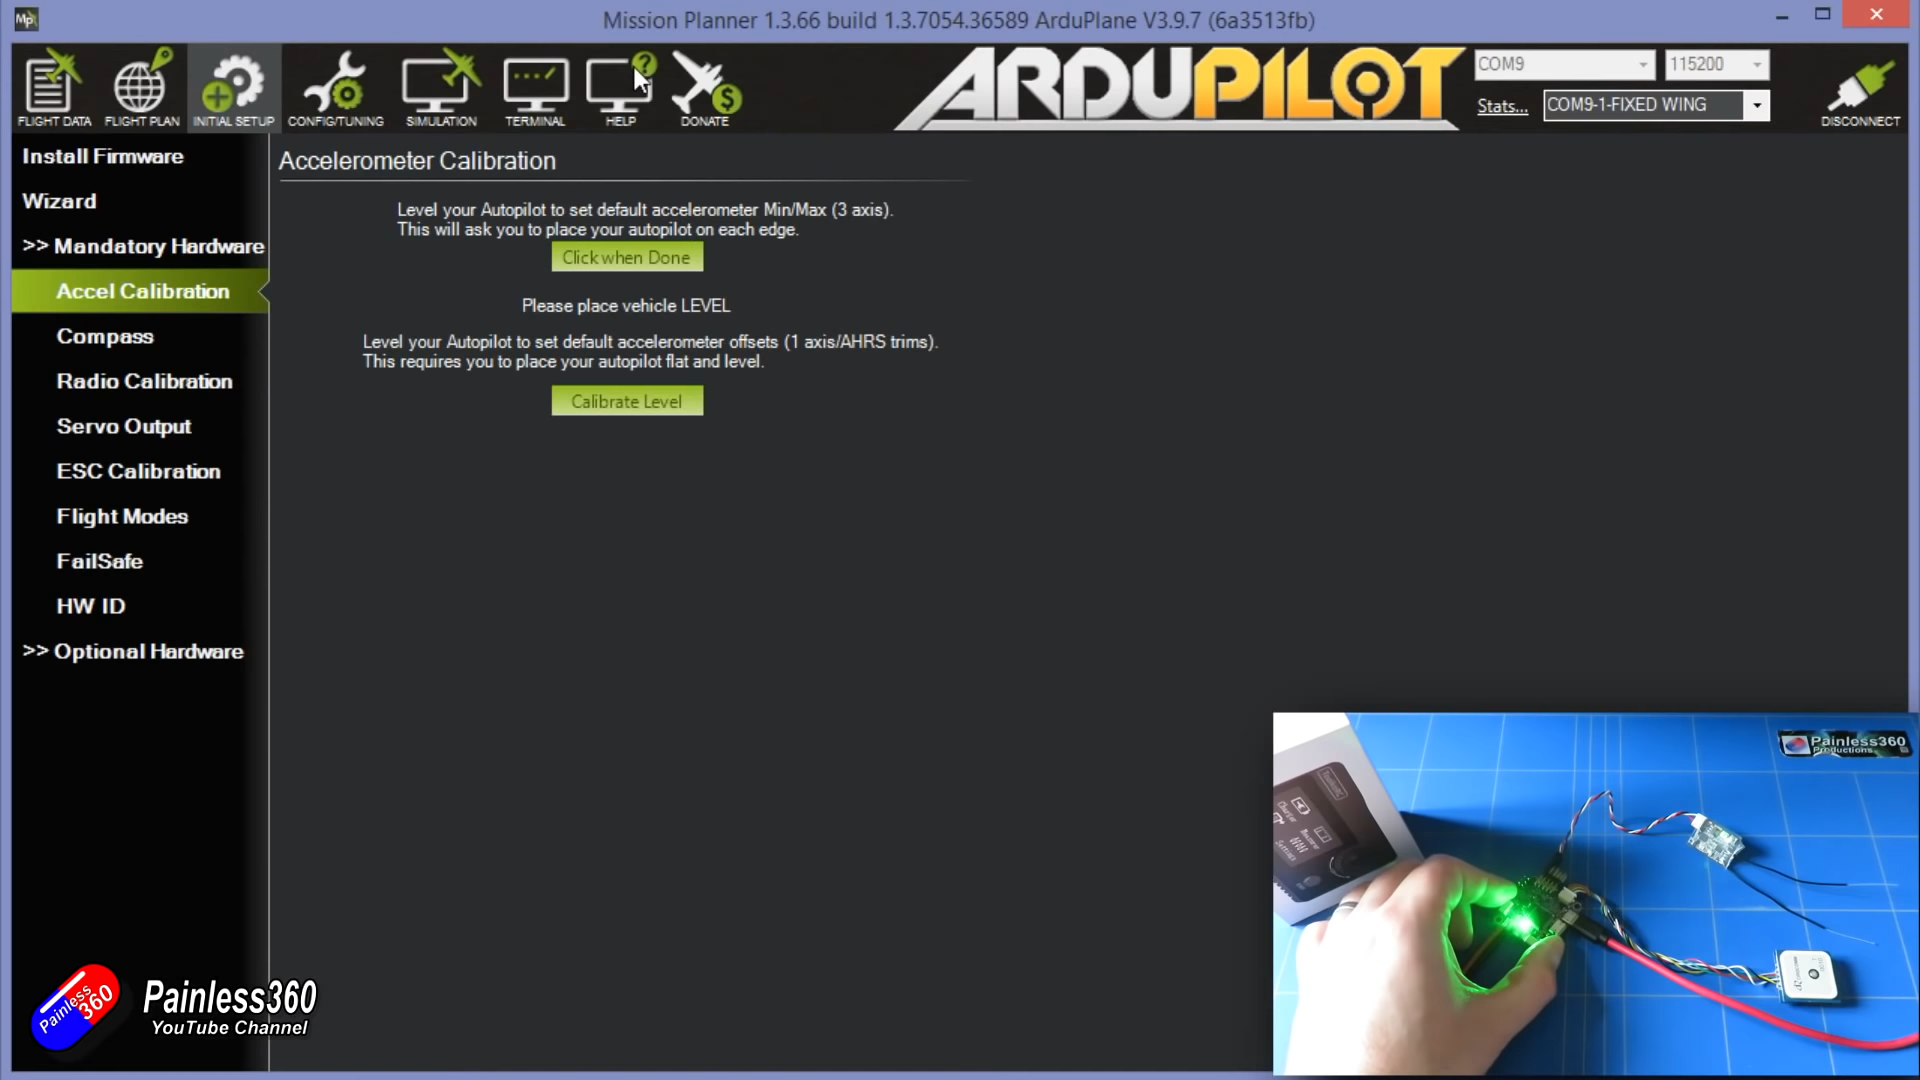 Mp
Mission Planner 1.3.66 build 1.3.7054.36589 ArduPlane V3.9.7 (6a3513fb)
FLIGHT DATA
FLIGHT PLAN
INITIAL SETUP
CONFIG/TUNING
SIMULATION
TERMINAL
HELP
DONATE
ARDUPILOT
COM9
115200
Stats...
COM9-1-FIXED WING
DISCONNECT
Install Firmware
Wizard
>> Mandatory Hardware
Accel Calibration
Compass
Radio Calibration
Servo Output
ESC Calibration
Flight Modes
FailSafe
HW ID
>> Optional Hardware
Accelerometer Calibration
Level your Autopilot to set default accelerometer Min/Max (3 axis).
This will ask you to place your autopilot on each edge.
Click when Done
Please place vehicle LEVEL
Level your Autopilot to set default accelerometer offsets (1 axis/AHRS trims).
This requires you to place your autopilot flat and level.
Calibrate Level
Painless360
Productions
Charger
Settings
Painless
360
Painless360
YouTube Channel